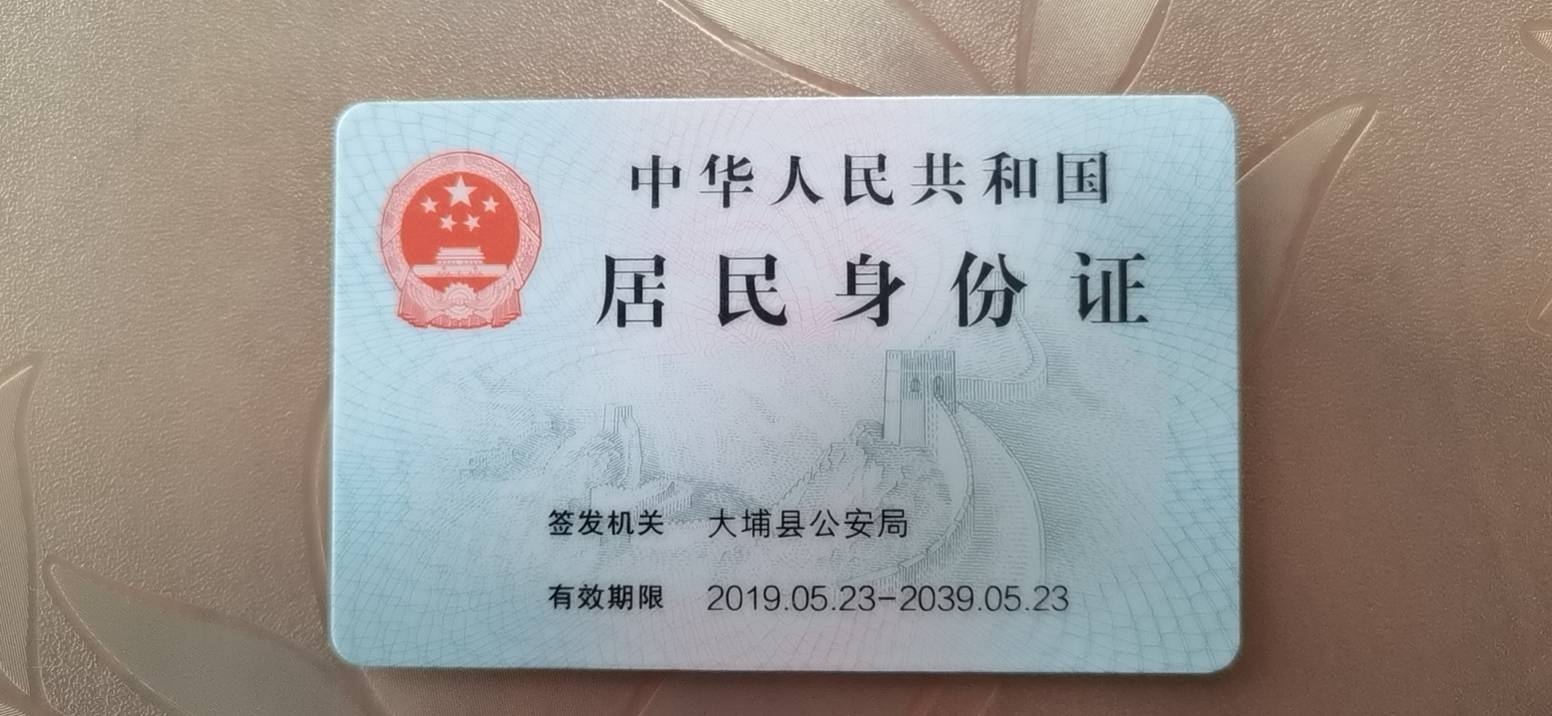 中华人民共和国
居民身份证
签发机关 大埔县公安局
有效期限 2019.05.23-2039.05.23